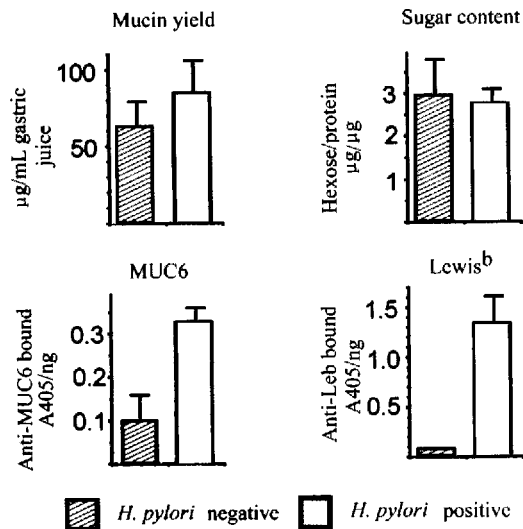 Mucin yield
µg/mL gastric
juice
100
50
Sugar content
Hexose/protein
µg/µg
3
2
1
MUC6
Anti-MUC6 bound
A405/ng
0.3
0.2
0.1
Lewisᵇ
Anti-Leb bound
A405/ng
1.5
1.0
0.5
H. pylori negative
H. pylori positive